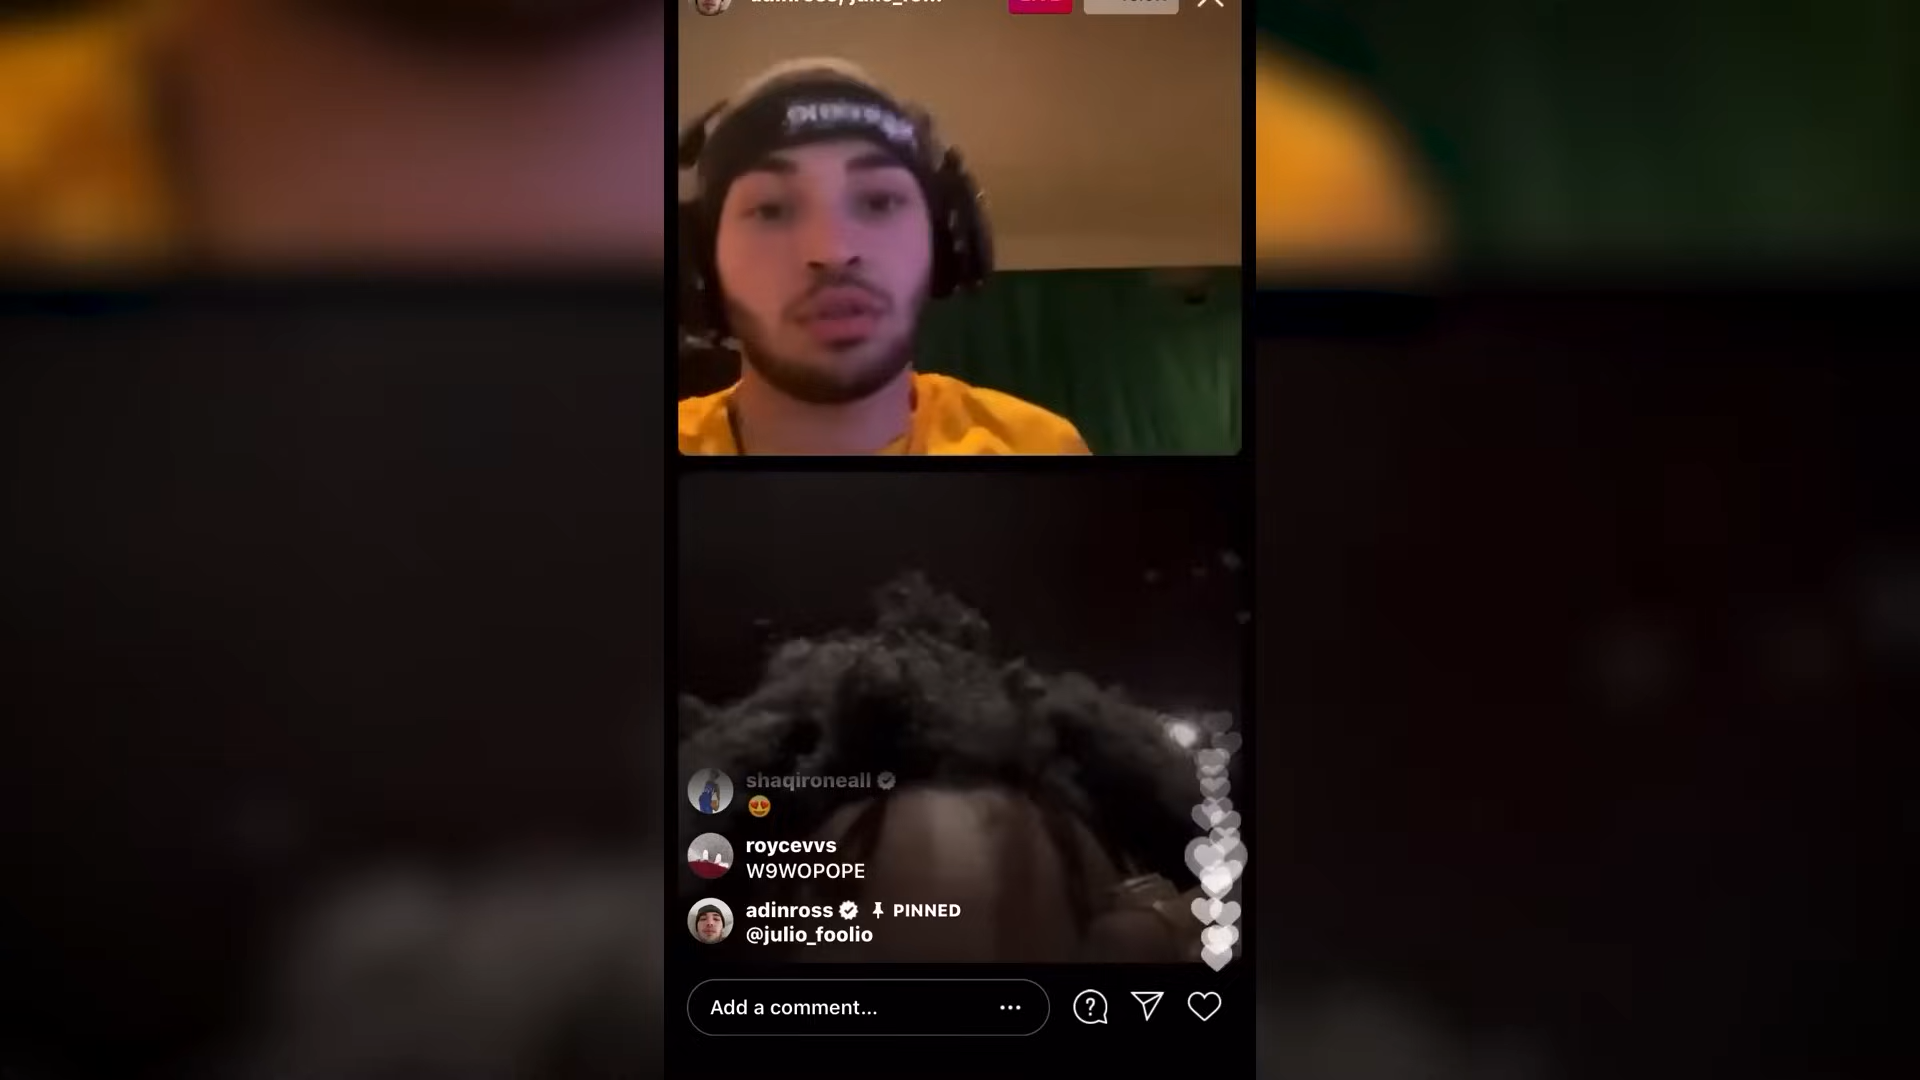 shaqironeall
😍
roycevvs
W9WOPOPE
adinross PINNED
@julio_foolio
Add a comment...